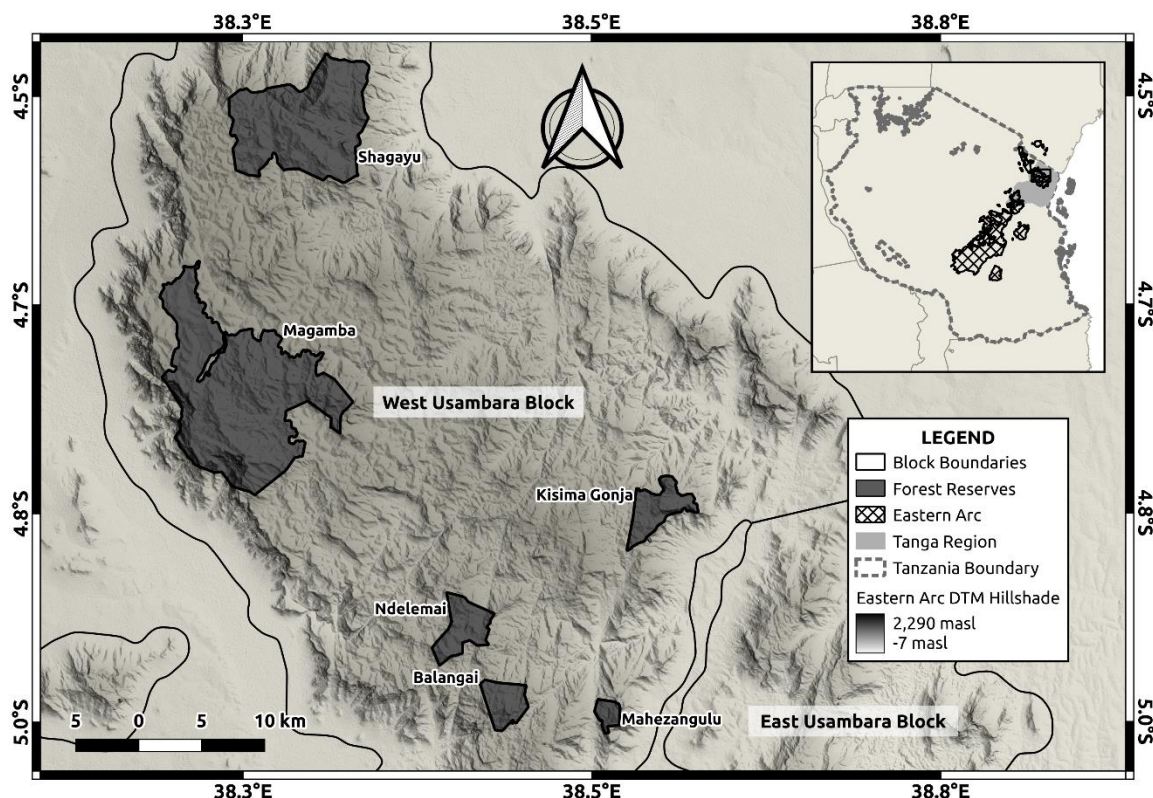 38.3°E 38.5°E 38.8°E
4.5°S 4.5°S
Shagayu
4.7°S 4.7°S
Magamba
West Usambara Block
LEGEND
Block Boundaries
Forest Reserves
Eastern Arc
Tanga Region
Tanzania Boundary
Eastern Arc DTM Hillshade
2,290 masl
-7 masl
Kisima Gonja
4.8°S 4.8°S
Ndelemai
Balangai
Mahezangulu
East Usambara Block
5.0°S 5.0°S
5 0 5 10 km
38.3°E 38.5°E 38.8°E